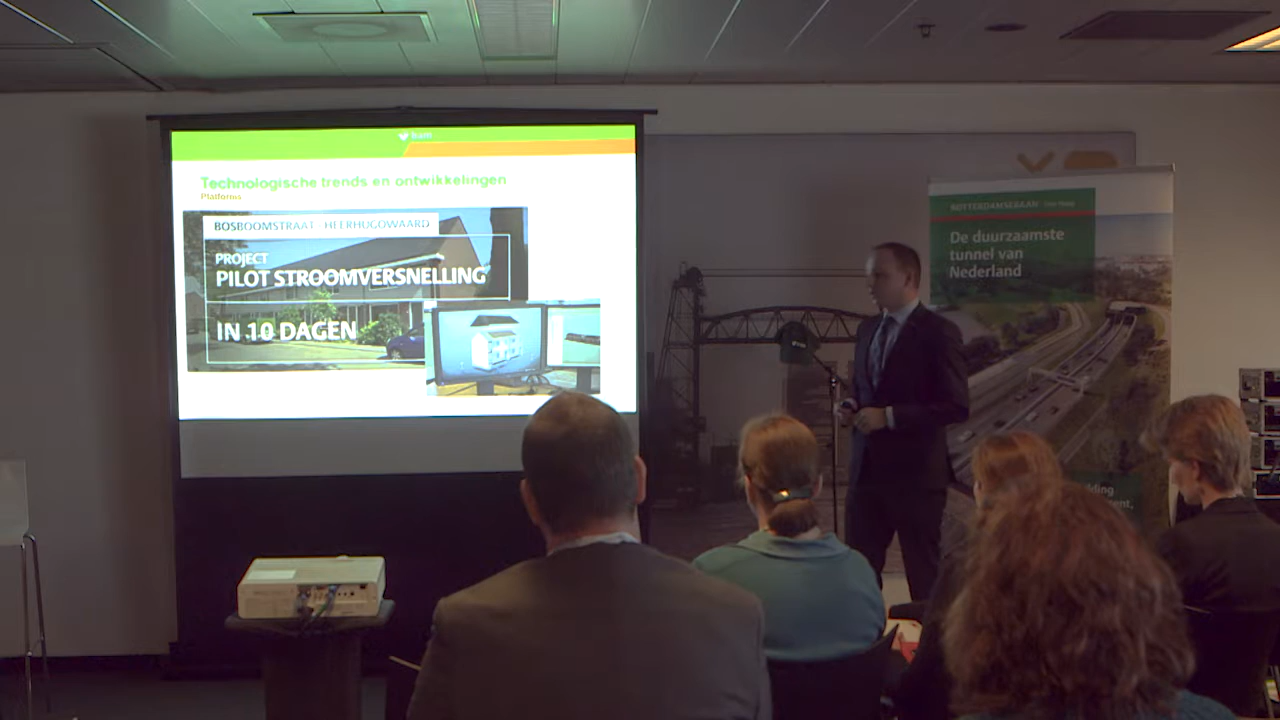 Technologische trends en ontwikkelingen
Platforms
BOSBOOMSTRAAT - HEERHUGOWAARD
PROJECT
PILOT STROOMVERSNELLING
IN 10 DAGEN
ROTTERDAMSEBAAN
De duurzaamste
tunnel van
Nederland